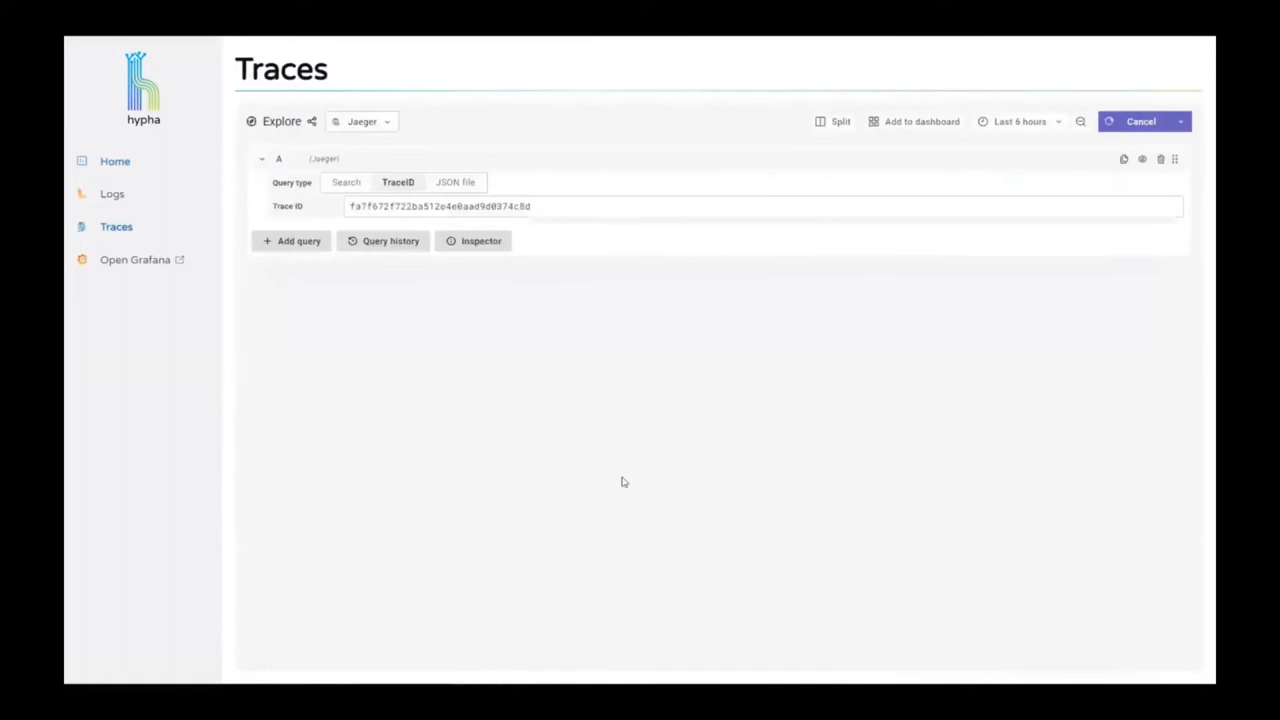 hypha
Home
Logs
Traces
Open Grafana
Traces
Explore Jaeger Split Add to dashboard Last 6 hours Cancel
A (Jaeger)
Query type Search TraceID JSON file
Trace ID fa7f672f722ba512e4e0aad9d0374c8d
+ Add query Query history Inspector